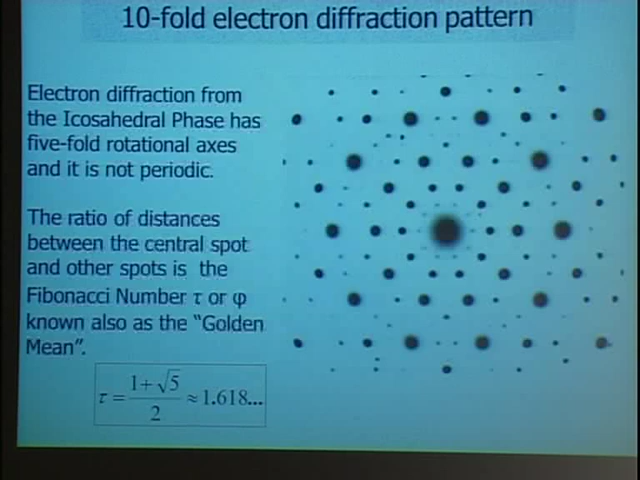 10-fold electron diffraction pattern
Electron diffraction from
the Icosahedral Phase has
five-fold rotational axes
and it is not periodic.
The ratio of distances
between the central spot
and other spots is the
Fibonacci Number τ or φ
known also as the “Golden
Mean”.
τ = (1+√5)/2 ≈ 1.618...